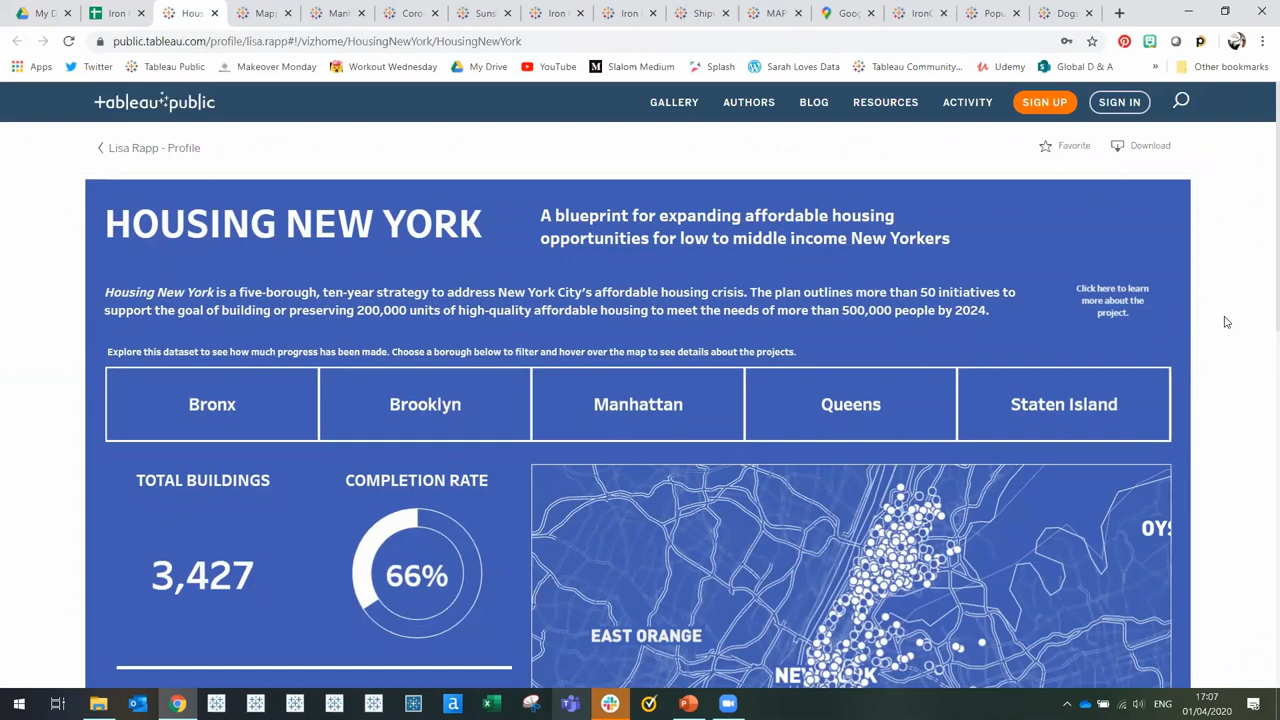 My D
Iron
Hous
Mapp
Manh
Coro
Suns
Iron
Iron
Ship
MAP
Goog
IronC
Popu
Dogs
public.tableau.com/profile/lisa.rapp#!/vizhome/HousingNewYork/HousingNewYork
Apps Twitter Tableau Public Makeover Monday Workout Wednesday My Drive YouTube Slalom Medium Splash Sarah Loves Data Tableau Community... Udemy Global D & A » Other bookmarks
+ableau public GALLERY AUTHORS BLOG RESOURCES ACTIVITY SIGN UP SIGN IN
Lisa Rapp - Profile
Favorite Download
HOUSING NEW YORK
A blueprint for expanding affordable housing
opportunities for low to middle income New Yorkers
Housing New York is a five-borough, ten-year strategy to address New York City's affordable housing crisis. The plan outlines more than 50 initiatives to
support the goal of building or preserving 200,000 units of high-quality affordable housing to meet the needs of more than 500,000 people by 2024.
Click here to learn
more about the
project.
Explore this dataset to see how much progress has been made. Choose a borough below to filter and hover over the map to see details about the projects.
Bronx Brooklyn Manhattan Queens Staten Island
TOTAL BUILDINGS COMPLETION RATE
3,427
66%
OYS
EAST ORANGE
17:07
ENG
01/04/2020